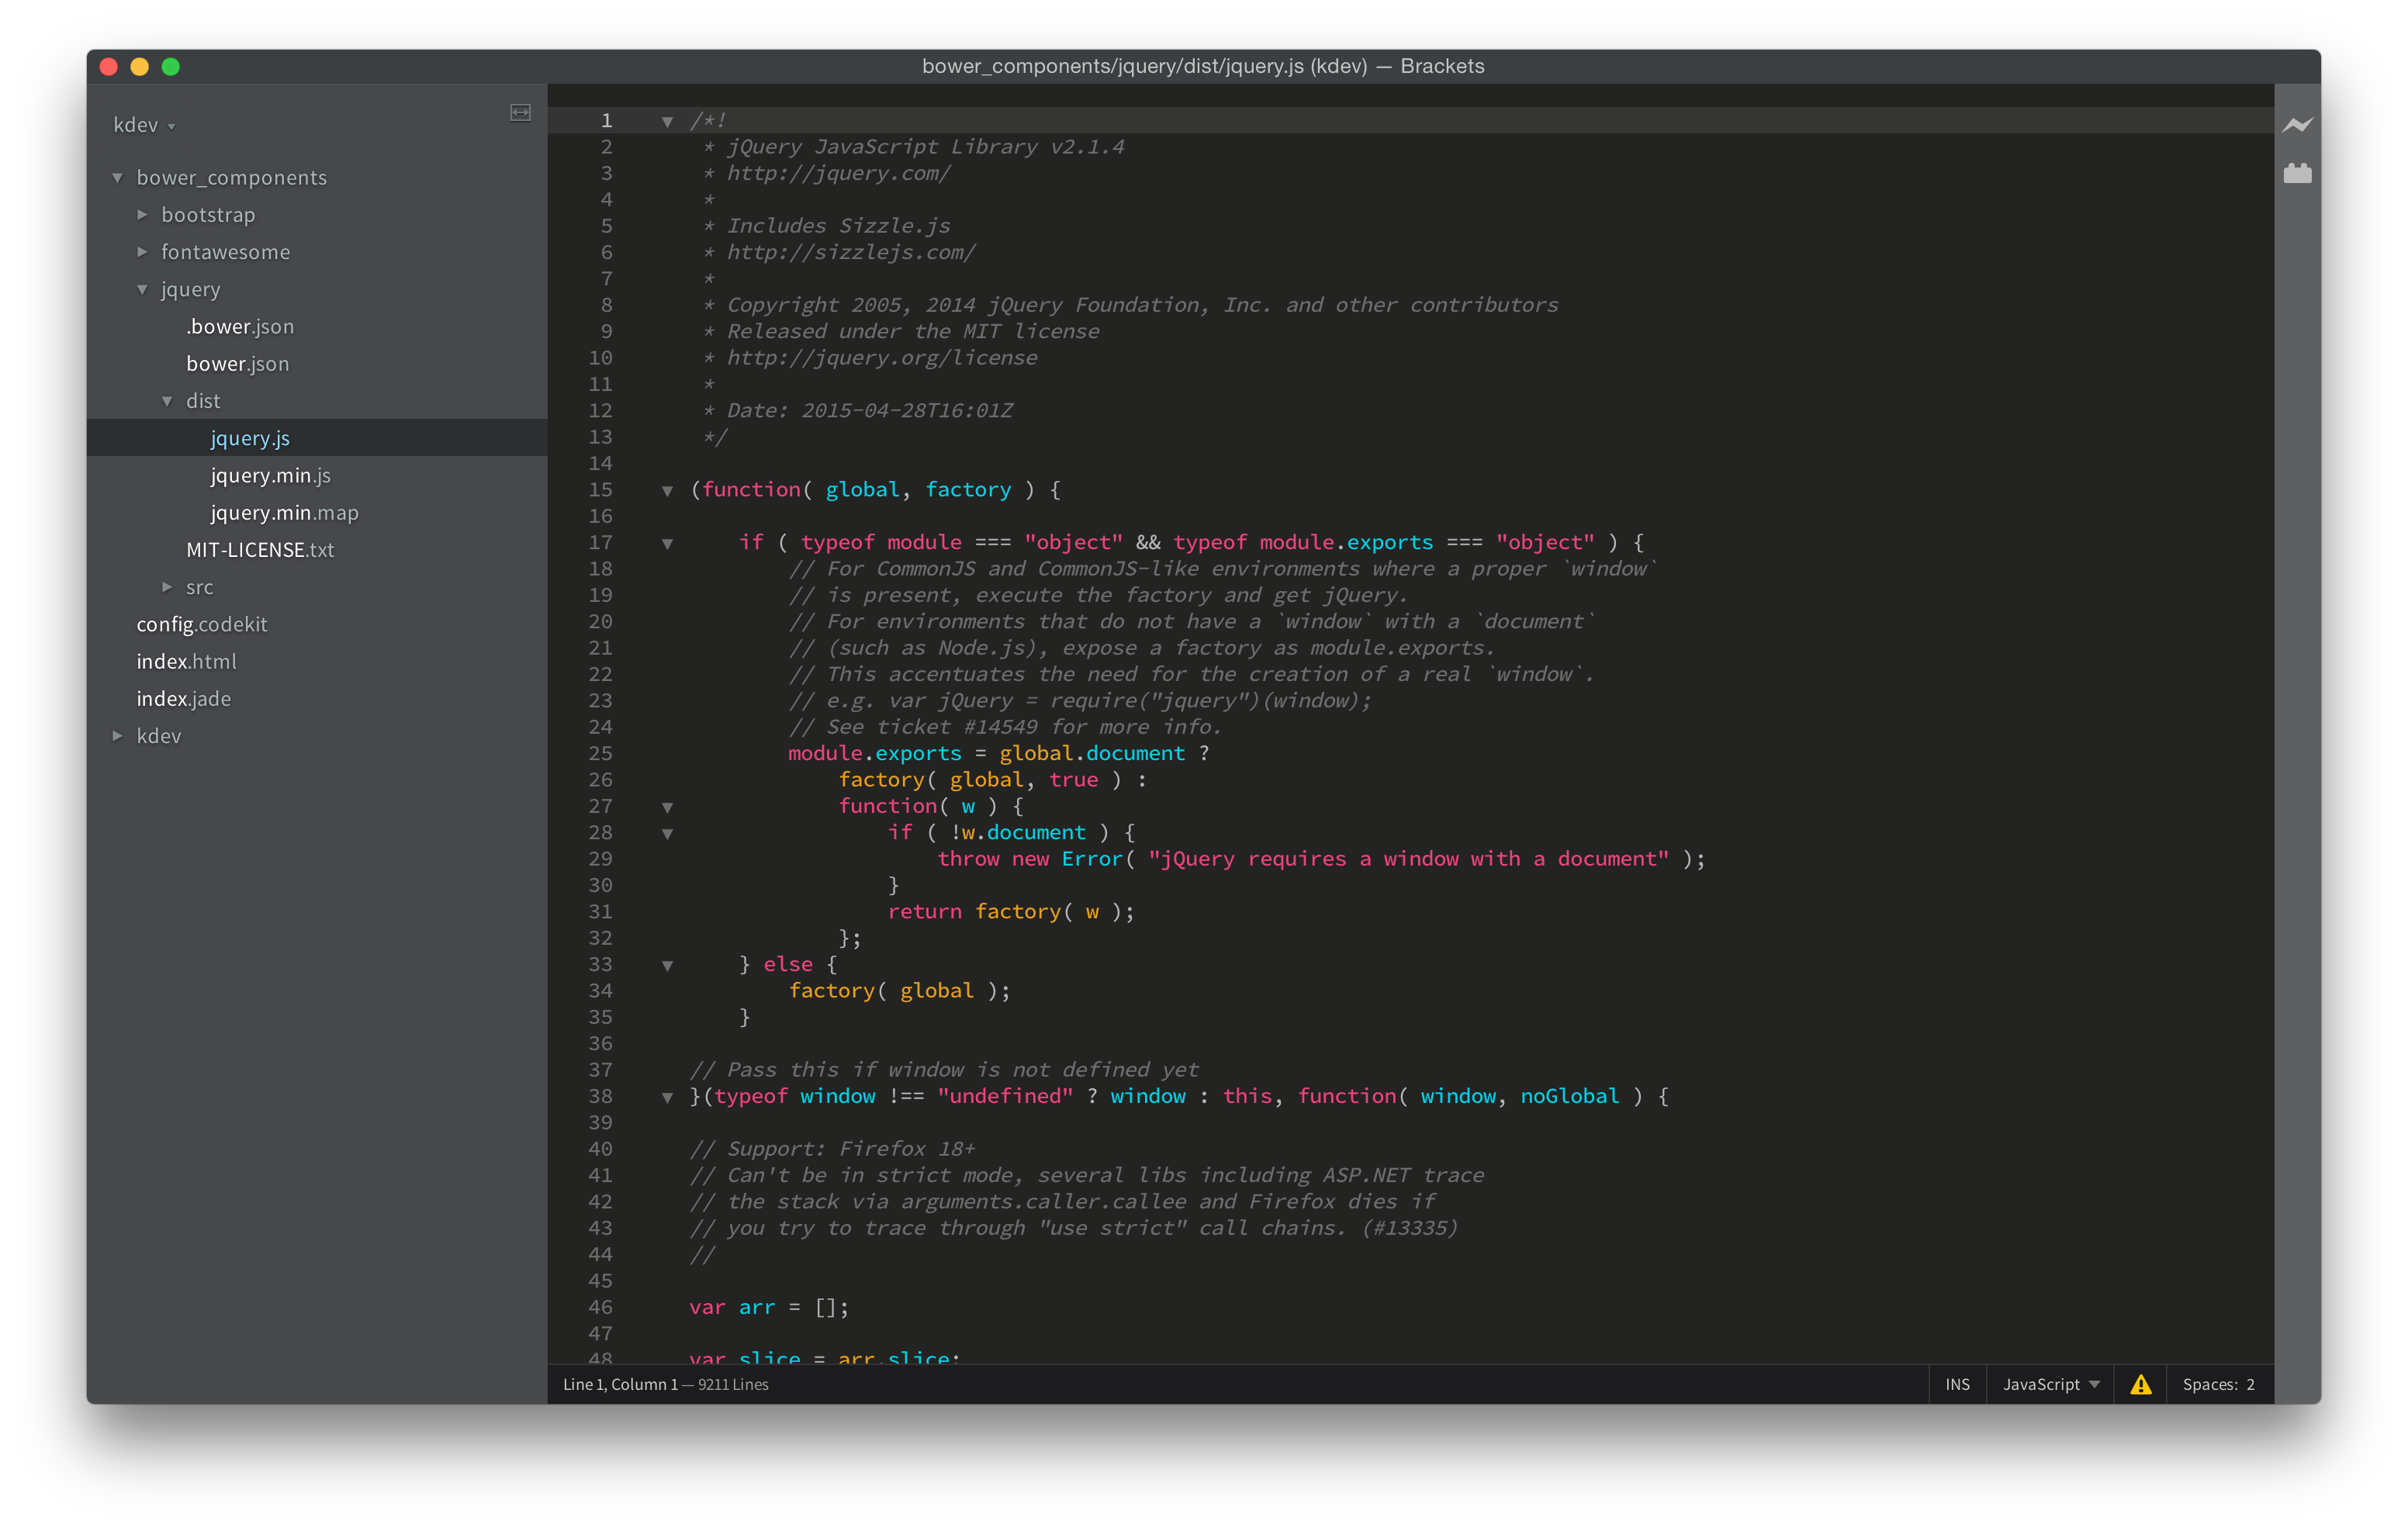 bower_components/jquery/dist/jquery.js (kdev) — Brackets
kdev
bower_components
bootstrap
fontawesome
jquery
.bower.json
bower.json
dist
jquery.js
jquery.min.js
jquery.min.map
MIT-LICENSE.txt
src
config.codekit
index.html
index.jade
kdev
1 /*!
2  * jQuery JavaScript Library v2.1.4
3  * http://jquery.com/
4  *
5  * Includes Sizzle.js
6  * http://sizzlejs.com/
7  *
8  * Copyright 2005, 2014 jQuery Foundation, Inc. and other contributors
9  * Released under the MIT license
10  * http://jquery.org/license
11  *
12  * Date: 2015-04-28T16:01Z
13  */
14
15 (function( global, factory ) {
16
17     if ( typeof module === "object" && typeof module.exports === "object" ) {
18         // For CommonJS and CommonJS-like environments where a proper `window`
19         // is present, execute the factory and get jQuery.
20         // For environments that do not have a `window` with a `document`
21         // (such as Node.js), expose a factory as module.exports.
22         // This accentuates the need for the creation of a real `window`.
23         // e.g. var jQuery = require("jquery")(window);
24         // See ticket #14549 for more info.
25         module.exports = global.document ?
26             factory( global, true ) :
27             function( w ) {
28                 if ( !w.document ) {
29                     throw new Error( "jQuery requires a window with a document" );
30                 }
31                 return factory( w );
32             };
33     } else {
34         factory( global );
35     }
36
37 // Pass this if window is not defined yet
38 }(typeof window !== "undefined" ? window : this, function( window, noGlobal ) {
39
40 // Support: Firefox 18+
41 // Can't be in strict mode, several libs including ASP.NET trace
42 // the stack via arguments.caller.callee and Firefox dies if
43 // you try to trace through "use strict" call chains. (#13335)
44 //
45
46 var arr = [];
47
48 var slice = arr.slice;
Line 1, Column 1 — 9211 Lines
INS
JavaScript
Spaces: 2